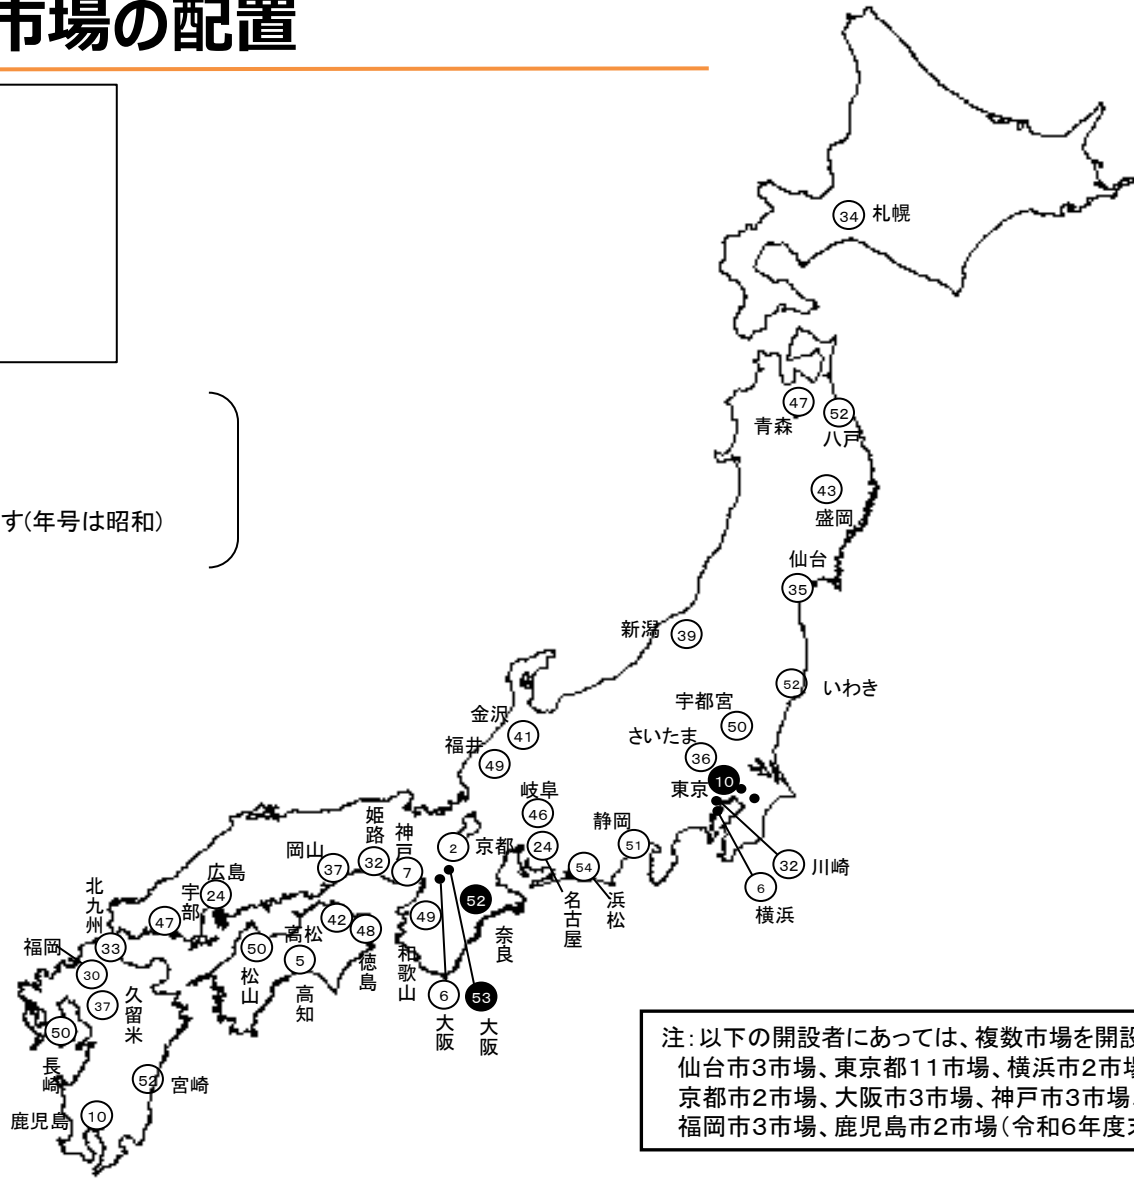 市場の配置
34 札幌
47
青森
52
八戸
43
盛岡
す(年号は昭和)
仙台
35
新潟 39
52 いわき
宇都宮
50
金沢
41
さいたま
36
福井
49
東京 10
岐阜
46
静岡
51
姫路
32
神戸
7
2 京都
24
名古屋
54
浜松
32 川崎
6
横浜
岡山
37
広島
24
宇部
47
北九州
33
福岡
30
37
久留米
50
長崎
52 宮崎
鹿児島 10
42
高松
48
徳島
50
松山
5
高知
49
和歌山
52
奈良
6
大阪
53
大阪
注:以下の開設者にあっては、複数市場を開設
仙台市3市場、東京都11市場、横浜市2市場
京都市2市場、大阪市3市場、神戸市3市場
福岡市3市場、鹿児島市2市場(令和6年度末